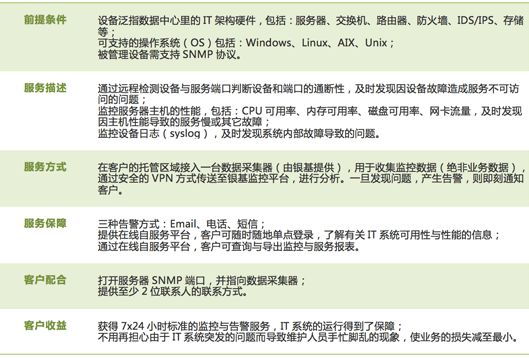 前提条件
设备泛指数据中心里的 IT 架构硬件，包括：服务器、交换机、路由器、防火墙、IDS/IPS、存储
等；
可支持的操作系统（OS）包括：Windows、Linux、AIX、Unix；
被管理设备需支持 SNMP 协议。
服务描述
通过远程检测设备与服务端口判断设备和端口的通断性，及时发现因设备故障造成服务不可访
问的问题；
监控服务器主机的性能，包括：CPU 可用率、内存可用率、磁盘可用率、网卡流量，及时发现
因主机性能导致的服务慢或其它故障；
监控设备日志（syslog），及时发现系统内部故障导致的问题。
服务方式
在客户的托管区域接入一台数据采集器（由银基提供），用于收集监控数据（绝非业务数据），
通过安全的 VPN 方式传送至银基监控平台，进行分析。一旦发现问题，产生告警，则即刻通知
客户。
服务保障
三种告警方式：Email、电话、短信；
提供在线自服务平台，客户可随时随地单点登录，了解有关 IT 系统可用性与性能的信息；
通过在线自服务平台，客户可查询与导出监控与服务报表。
客户配合
打开服务器 SNMP 端口，并指向数据采集器；
提供至少 2 位联系人的联系方式。
客户收益
获得 7x24 小时标准的监控与告警服务，IT 系统的运行得到了保障；
不用再担心由于 IT 系统突发的问题而导致维护人员手忙脚乱的现象，使业务的损失减至最小。